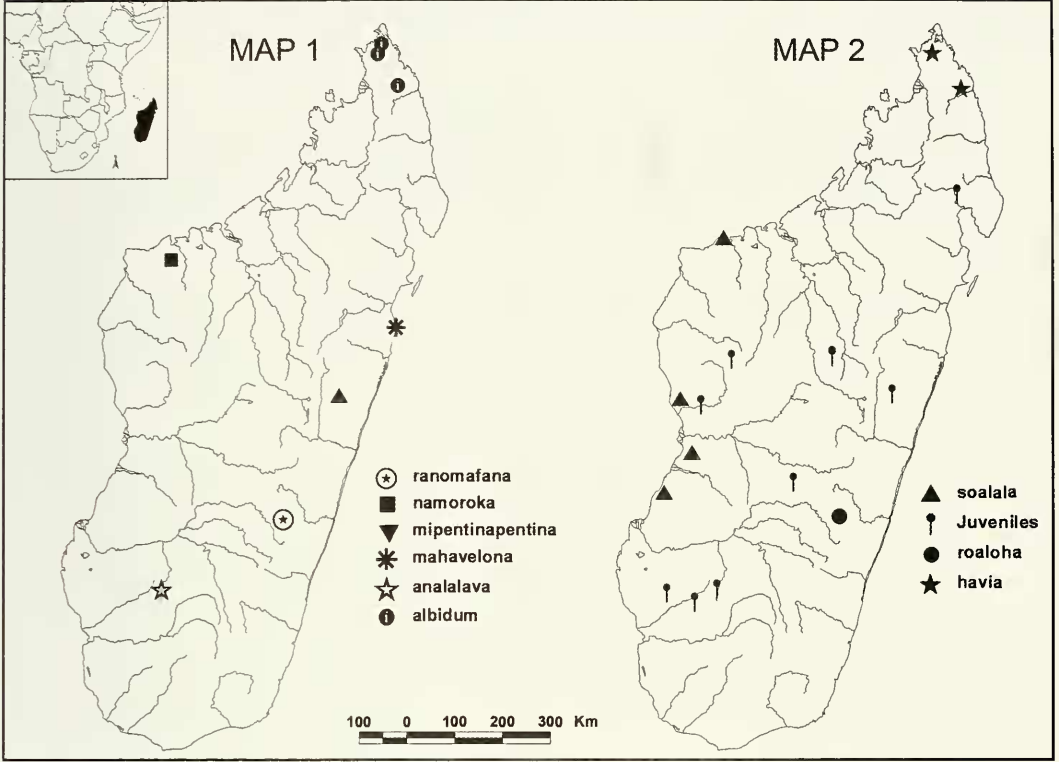 MAP 1
MAP 2
ranomafana
namoroka
mipentinapentina
mahavelona
analalava
albidum
soalala
Juveniles
roaloha
havia
100 0 100 200 300 Km